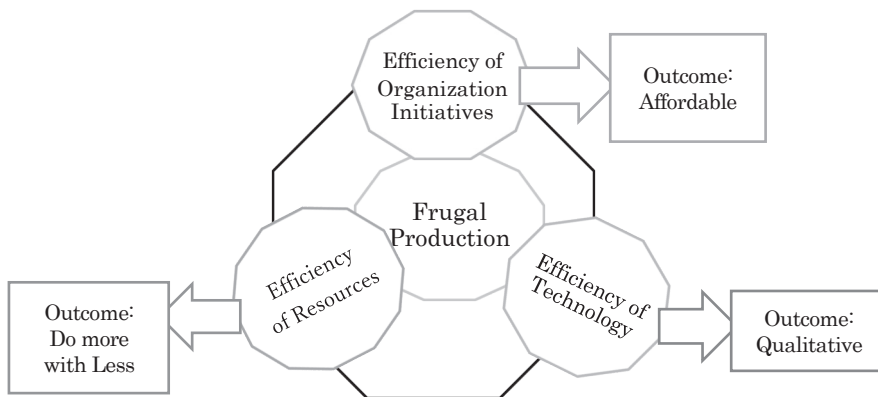 Efficiency of
Organization
Initiatives
Outcome:
Affordable
Frugal
Production
Efficiency
of Resources
Efficiency of
Technology
Outcome:
Do more
with Less
Outcome:
Qualitative